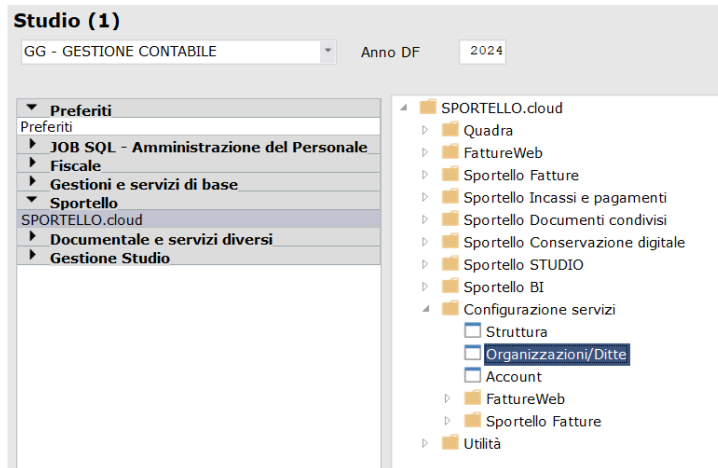 Studio (1)
GG - GESTIONE CONTABILE
Anno DF
2024
Preferiti
Preferiti
JOB SQL - Amministrazione del Personale
Fiscale
Gestioni e servizi di base
Sportello
SPORTELLO.cloud
Documentale e servizi diversi
Gestione Studio
SPORTELLO.cloud
Quadra
FattureWeb
Sportello Fatture
Sportello Incassi e pagamenti
Sportello Documenti condivisi
Sportello Conservazione digitale
Sportello STUDIO
Sportello BI
Configurazione servizi
Struttura
Organizzazioni/Ditte
Account
FattureWeb
Sportello Fatture
Utilità